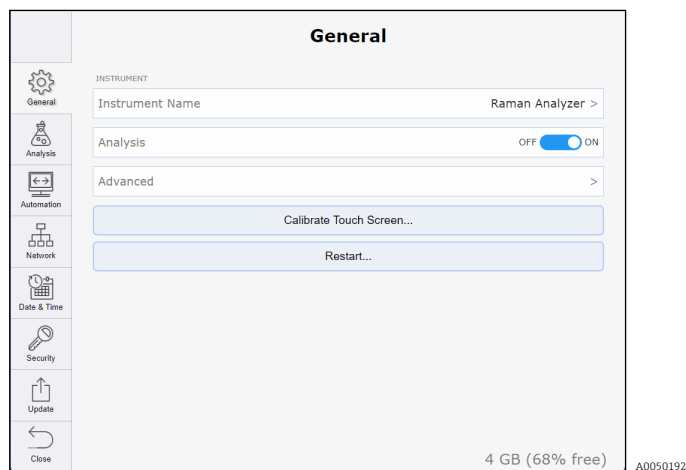 General
General
Analysis
Automation
Network
Date & Time
Security
Update
Close
INSTRUMENT
Instrument Name Raman Analyzer >
Analysis OFF ON
Advanced >
Calibrate Touch Screen...
Restart...
4 GB (68% free)
A0050192